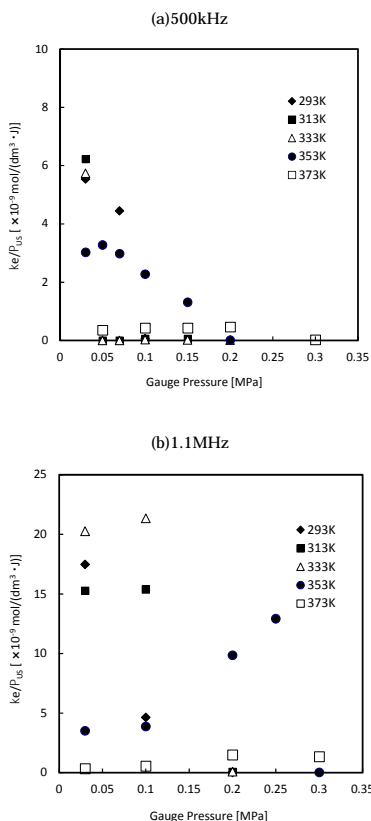 (a)500kHz
10
8
6
4
2
0
0 0.05 0.1 0.15 0.2 0.25 0.3 0.35
ke/P_US [ ×10⁻⁹ mol/(dm³・J)]
Gauge Pressure [MPa]
293K
313K
333K
353K
373K
(b)1.1MHz
25
20
15
10
5
0
0 0.05 0.1 0.15 0.2 0.25 0.3 0.35
ke/P_US [ ×10⁻⁹ mol/(dm³・J)]
Gauge Pressure [MPa]
293K
313K
333K
353K
373K